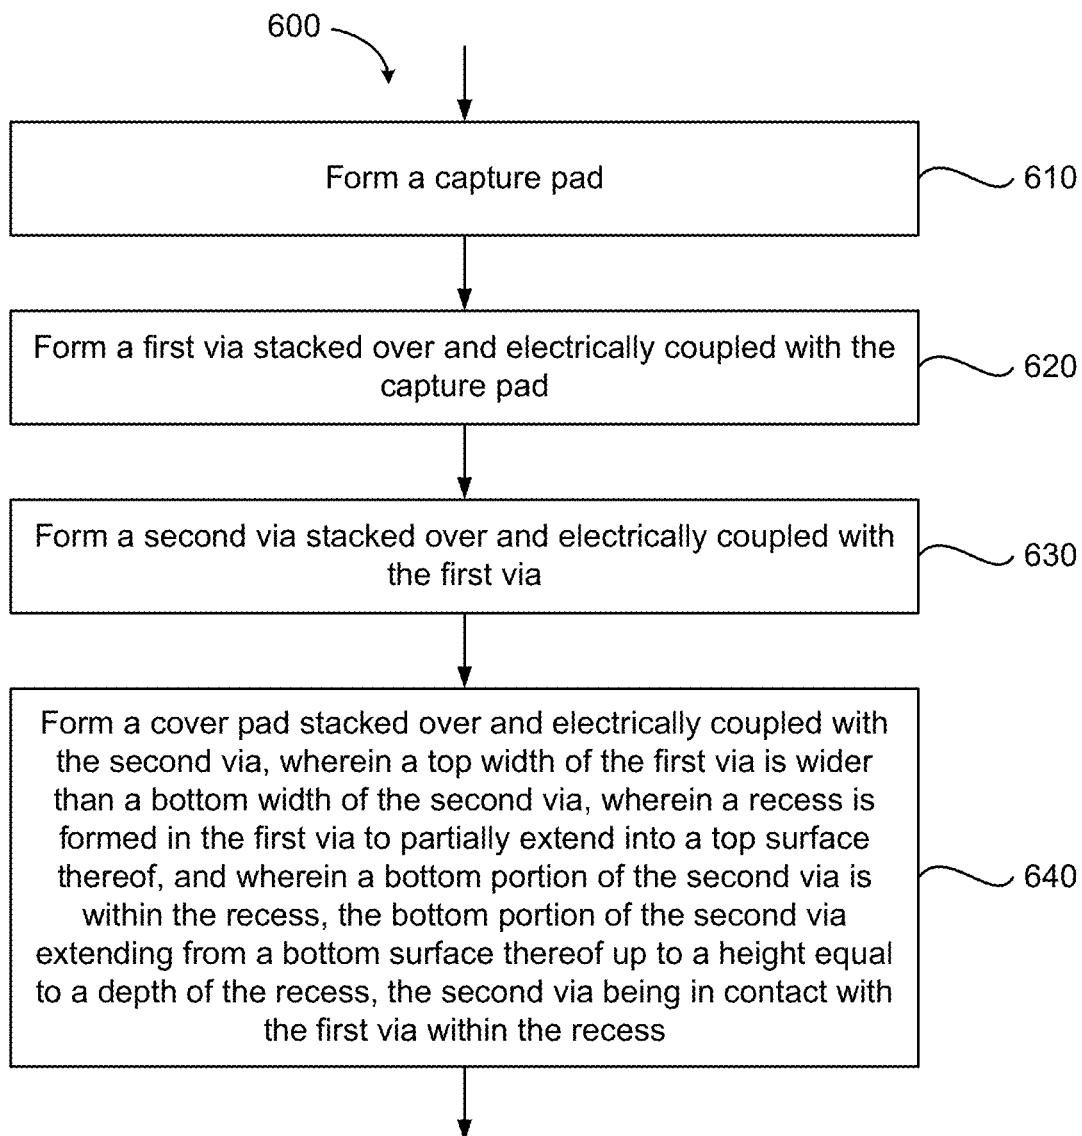 600
Form a capture pad
610
Form a first via stacked over and electrically coupled with the
capture pad
620
Form a second via stacked over and electrically coupled with
the first via
630
Form a cover pad stacked over and electrically coupled with
the second via, wherein a top width of the first via is wider
than a bottom width of the second via, wherein a recess is
formed in the first via to partially extend into a top surface
thereof, and wherein a bottom portion of the second via is
within the recess, the bottom portion of the second via
extending from a bottom surface thereof up to a height equal
to a depth of the recess, the second via being in contact with
the first via within the recess
640